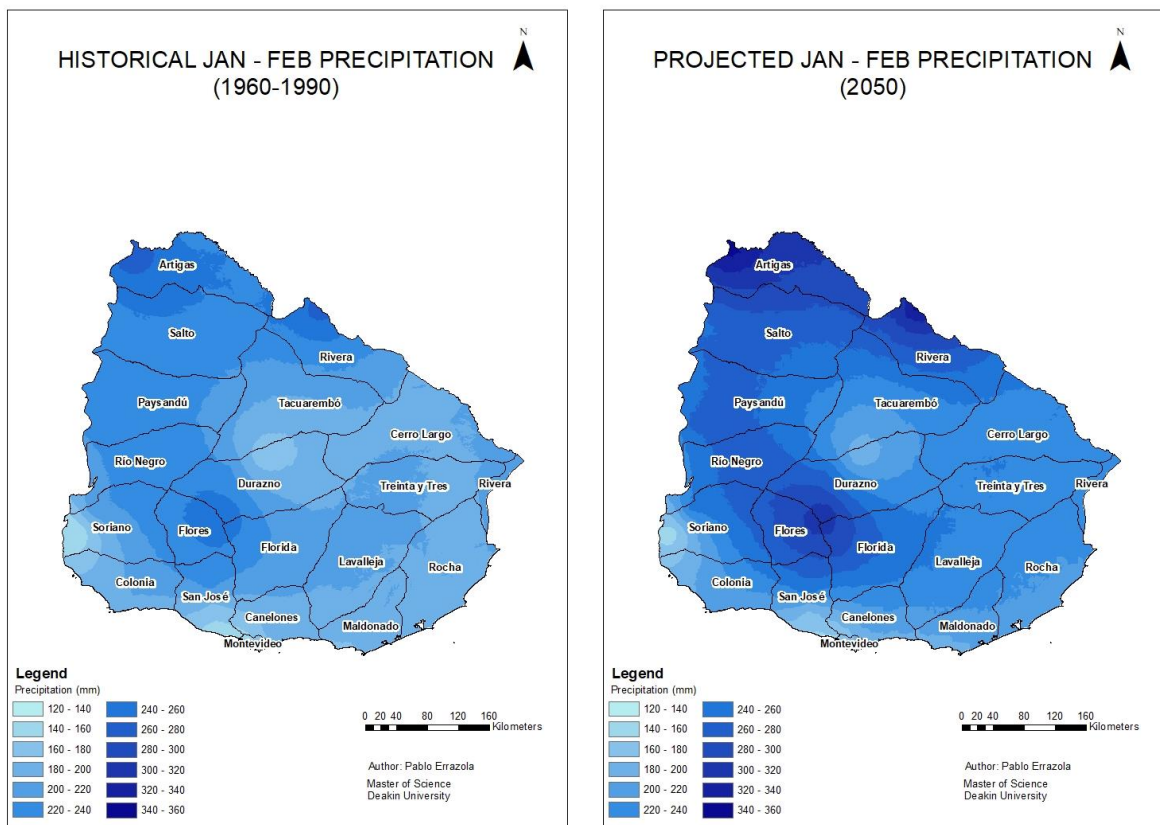 HISTORICAL JAN - FEB PRECIPITATION
(1960-1990)
N
Artigas
Salto
Rivera
Paysandú
Tacuarembó
Cerro Largo
Río Negro
Durazno
Treinta y Tres
Rivera
Soriano
Flores
Florida
Lavalleja
Rocha
Colonia
San José
Canelones
Maldonado
Montevideo
Legend
Precipitation (mm)
120 - 140
140 - 160
160 - 180
180 - 200
200 - 220
220 - 240
240 - 260
260 - 280
280 - 300
300 - 320
320 - 340
340 - 360
0 20 40 80 120 160
Kilometers
Author: Pablo Errazola
Master of Science
Deakin University
PROJECTED JAN - FEB PRECIPITATION
(2050)
N
Artigas
Salto
Rivera
Paysandú
Tacuarembó
Cerro Largo
Río Negro
Durazno
Treinta y Tres
Rivera
Soriano
Flores
Florida
Lavalleja
Rocha
Colonia
San José
Canelones
Maldonado
Montevideo
Legend
Precipitation (mm)
120 - 140
140 - 160
160 - 180
180 - 200
200 - 220
220 - 240
240 - 260
260 - 280
280 - 300
300 - 320
320 - 340
340 - 360
0 20 40 80 120 160
Kilometers
Author: Pablo Errazola
Master of Science
Deakin University